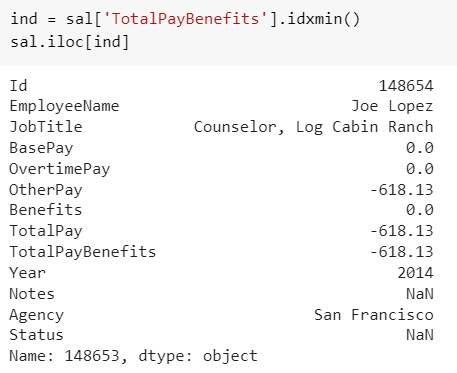 ind = sal['TotalPayBenefits'].idxmin()
sal.iloc[ind]
Id 148654
EmployeeName Joe Lopez
JobTitle Counselor, Log Cabin Ranch
BasePay 0.0
OvertimePay 0.0
OtherPay -618.13
Benefits 0.0
TotalPay -618.13
TotalPayBenefits -618.13
Year 2014
Notes NaN
Agency San Francisco
Status NaN
Name: 148653, dtype: object